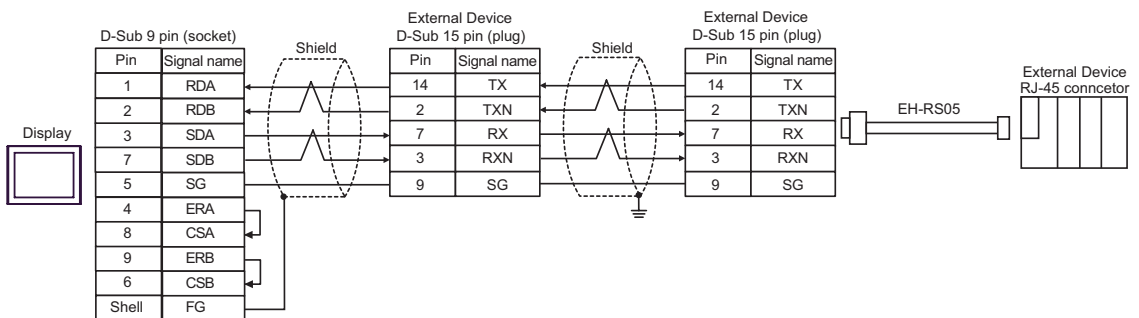 Display
D-Sub 9 pin (socket)
Pin Signal name
1 RDA
2 RDB
3 SDA
7 SDB
5 SG
4 ERA
8 CSA
9 ERB
6 CSB
Shell FG
Shield
External Device
D-Sub 15 pin (plug)
Pin Signal name
14 TX
2 TXN
7 RX
3 RXN
9 SG
Shield
External Device
D-Sub 15 pin (plug)
Pin Signal name
14 TX
2 TXN
7 RX
3 RXN
9 SG
EH-RS05
External Device
RJ-45 conncetor